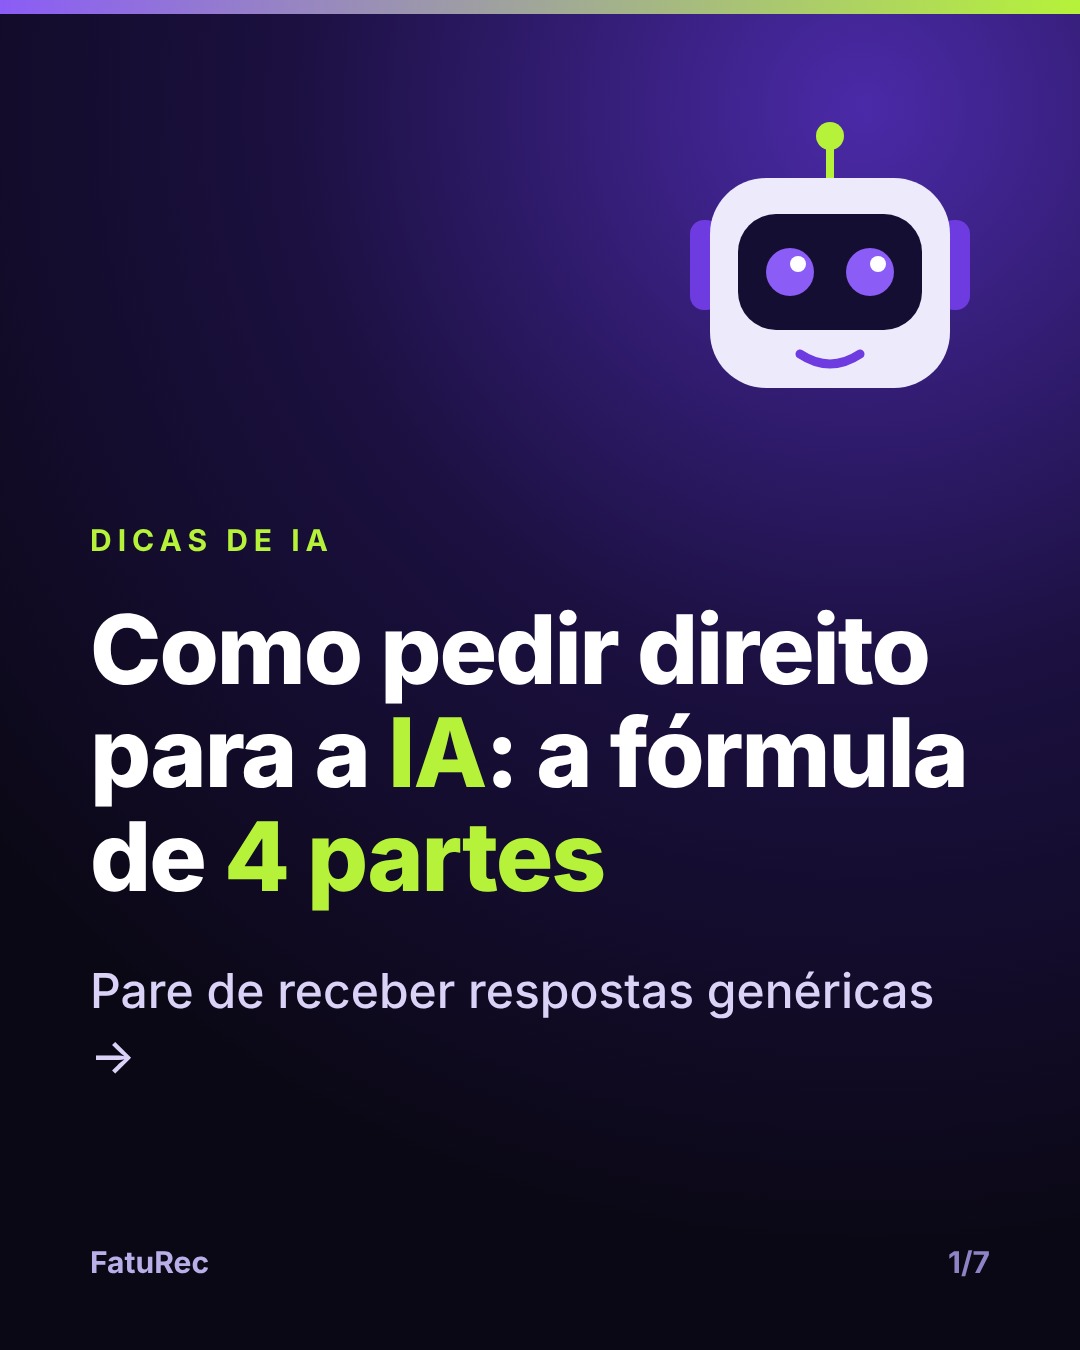 DICAS DE IA
Como pedir direito
para a IA: a fórmula
de 4 partes
Pare de receber respostas genéricas
→
FatuRec
1/7